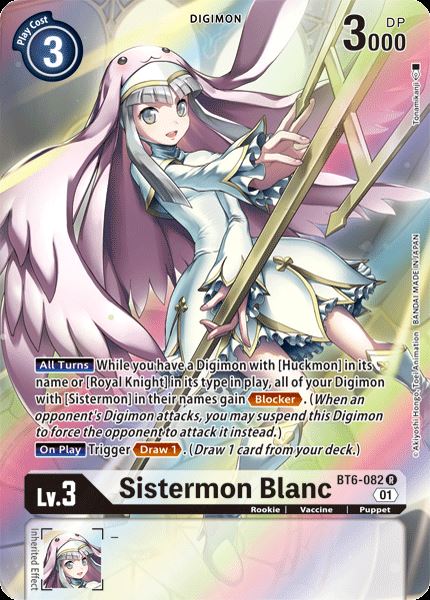 DIGIMON
Play Cost
3
3000
DP
Tomamikanji
©Akiyoshi Hongo, Toei Animation BANDAI MADE IN JAPAN
All Turns While you have a Digimon with [Huckmon] in its
name or [Royal Knight] in its type in play, all of your Digimon
with [Sistermon] in their names gain Blocker . (When an
opponent's Digimon attacks, you may suspend this Digimon
to force the opponent to attack it instead.)
On Play Trigger Draw 1 . (Draw 1 card from your deck.)
Lv.3
Sistermon Blanc
BT6-082 R
01
Rookie | Vaccine | Puppet
Inherited Effect
–